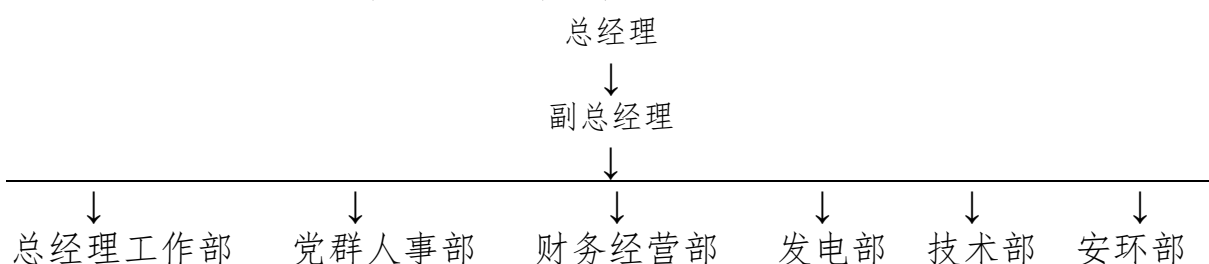 总经理
↓
副总经理
↓
↓ ↓ ↓ ↓ ↓ ↓
总经理工作部 党群人事部 财务经营部 发电部 技术部 安环部